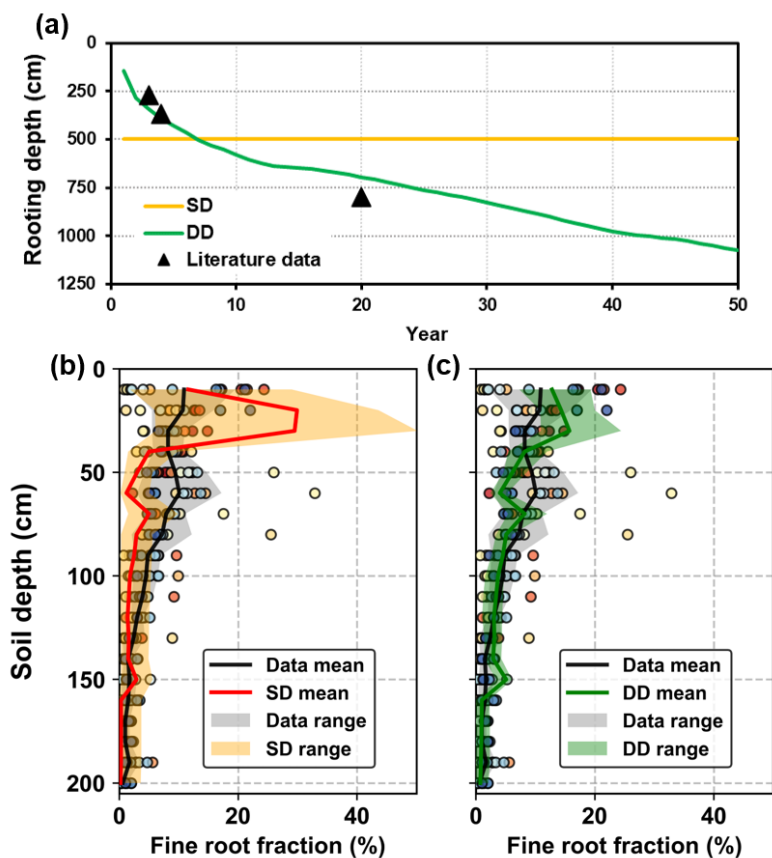 (a)
0
250
500
750
1000
1250
Rooting depth (cm)
SD
DD
Literature data
0 10 20 30 40 50
Year
(b)
(c)
0
50
100
150
200
Soil depth (cm)
Data mean
SD mean
Data range
SD range
Data mean
DD mean
Data range
DD range
0 20 40
0 20 40
Fine root fraction (%)
Fine root fraction (%)